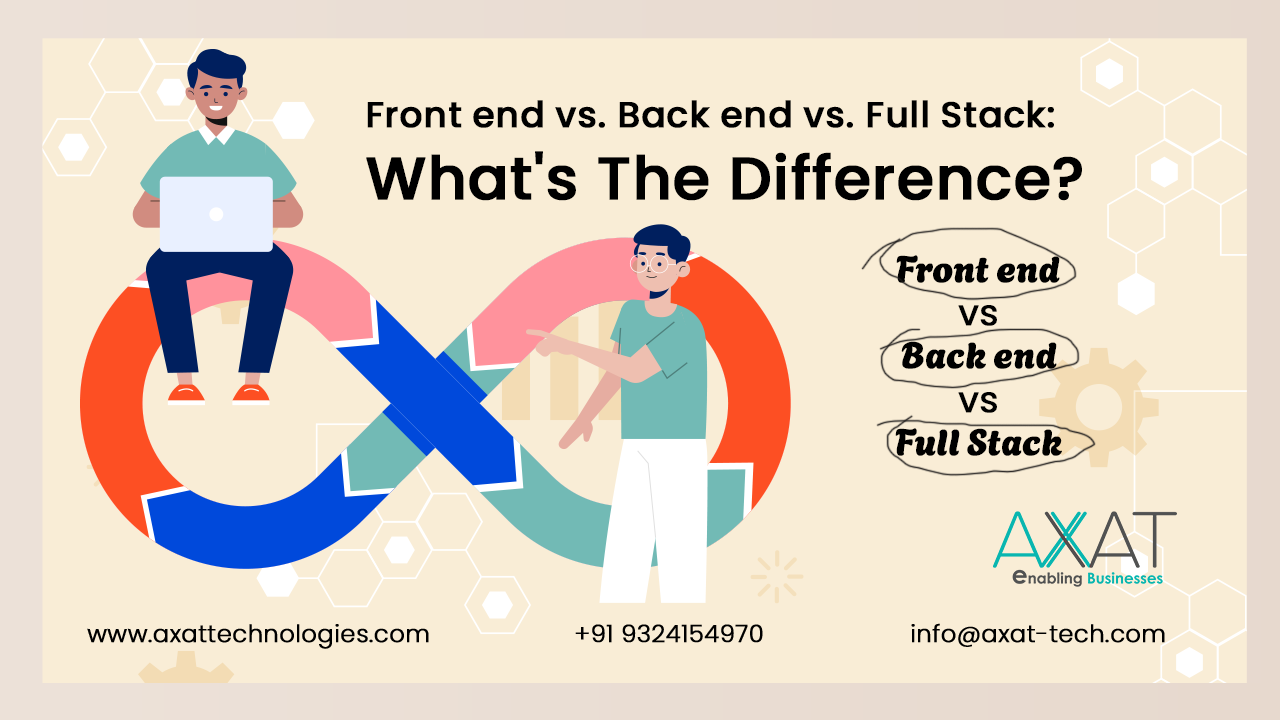 Front end vs. Back end vs. Full Stack:
What's The Difference?
Front end
VS
Back end
VS
Full Stack
AXAT
enabling Businesses
www.axattechnologies.com
+91 9324154970
info@axat-tech.com